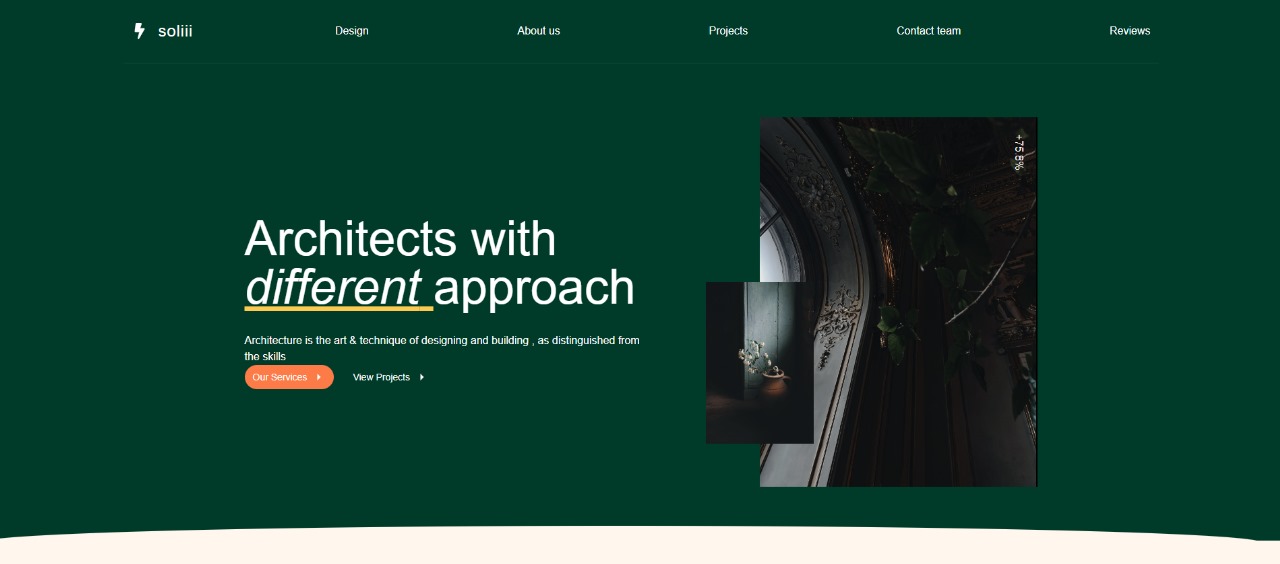 soliii
Design
About us
Projects
Contact team
Reviews
+75.8%
Architects with
different approach
Architecture is the art & technique of designing and building , as distinguished from
the skills
Our Services
View Projects